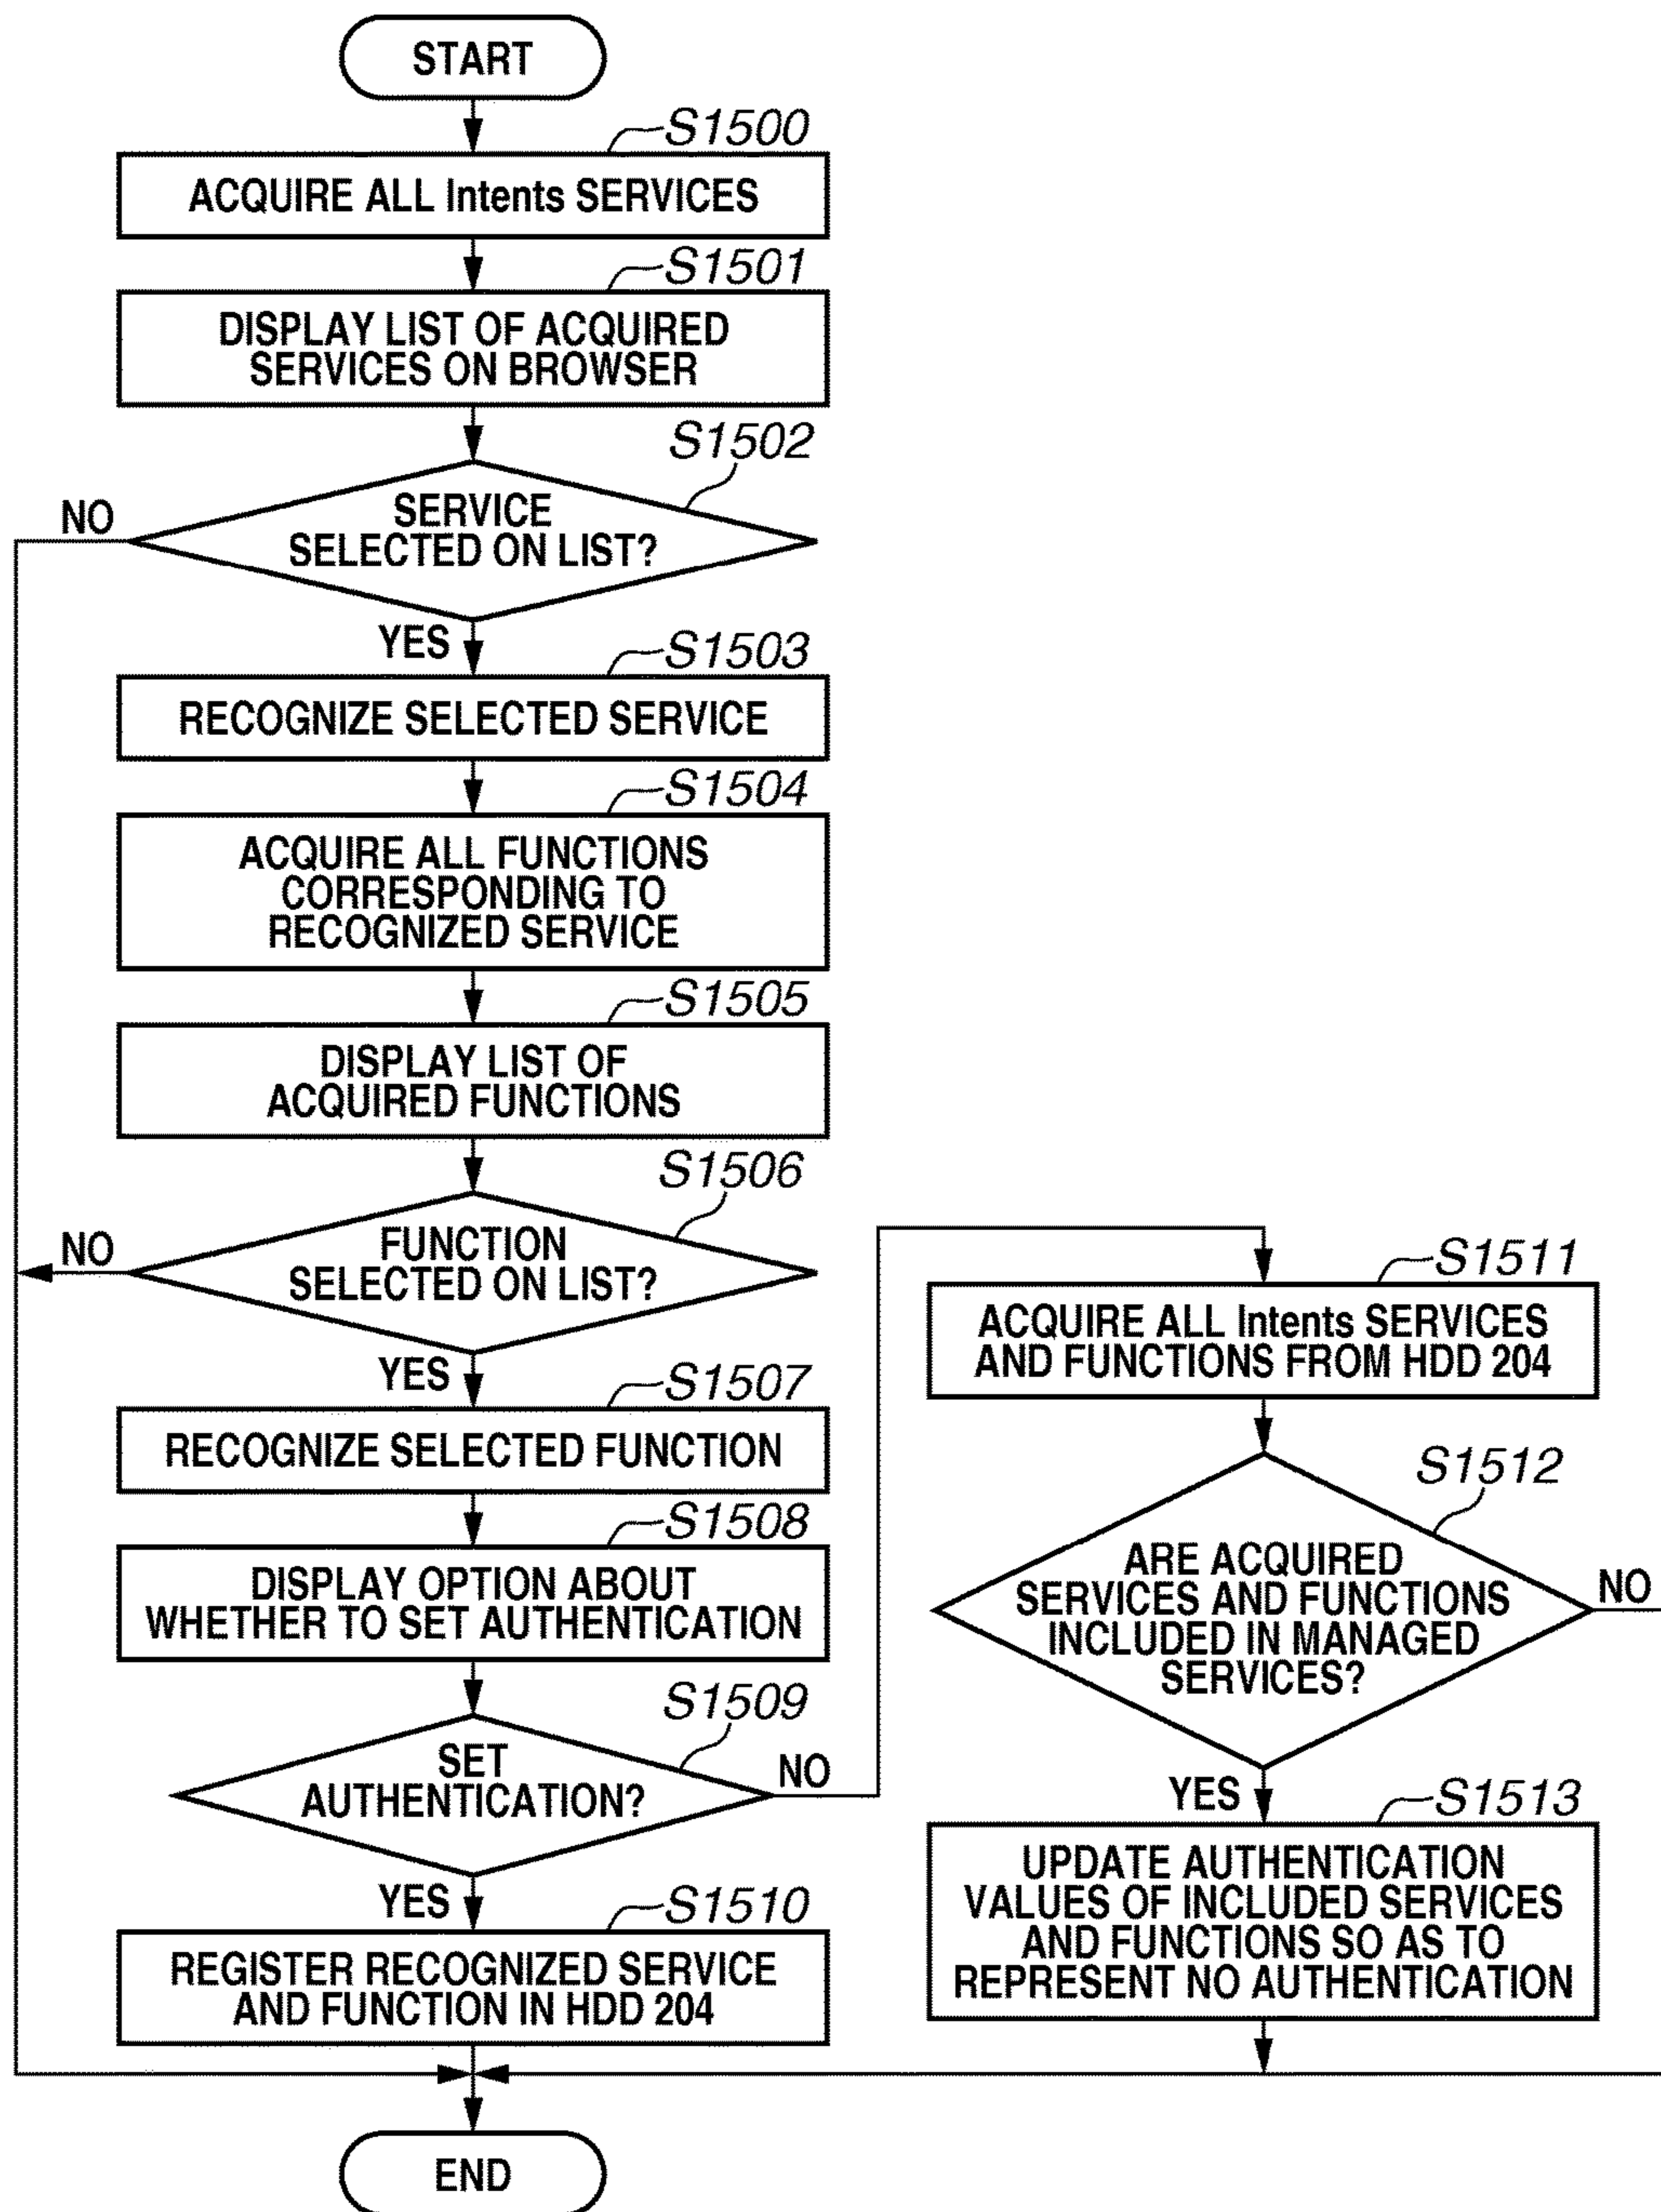 START
S1500
ACQUIRE ALL Intents SERVICES
S1501
DISPLAY LIST OF ACQUIRED
SERVICES ON BROWSER
S1502
SERVICE
SELECTED ON LIST?
NO
YES
S1503
RECOGNIZE SELECTED SERVICE
S1504
ACQUIRE ALL FUNCTIONS
CORRESPONDING TO
RECOGNIZED SERVICE
S1505
DISPLAY LIST OF
ACQUIRED FUNCTIONS
S1506
FUNCTION
SELECTED ON LIST?
NO
YES
S1507
RECOGNIZE SELECTED FUNCTION
S1508
DISPLAY OPTION ABOUT
WHETHER TO SET AUTHENTICATION
S1509
SET
AUTHENTICATION?
NO
YES
S1510
REGISTER RECOGNIZED SERVICE
AND FUNCTION IN HDD 204
S1511
ACQUIRE ALL Intents SERVICES
AND FUNCTIONS FROM HDD 204
S1512
ARE ACQUIRED
SERVICES AND FUNCTIONS
INCLUDED IN MANAGED
SERVICES?
NO
YES
S1513
UPDATE AUTHENTICATION
VALUES OF INCLUDED SERVICES
AND FUNCTIONS SO AS TO
REPRESENT NO AUTHENTICATION
END